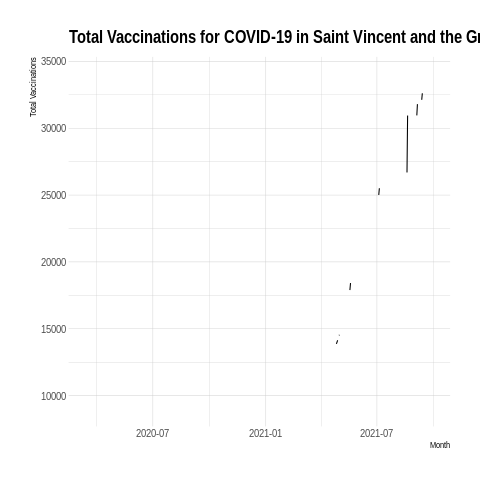 Total Vaccinations for COVID-19 in Saint Vincent and the Gr
Total Vaccinations
35000
30000
25000
20000
15000
10000
2020-07 2021-01 2021-07
Month